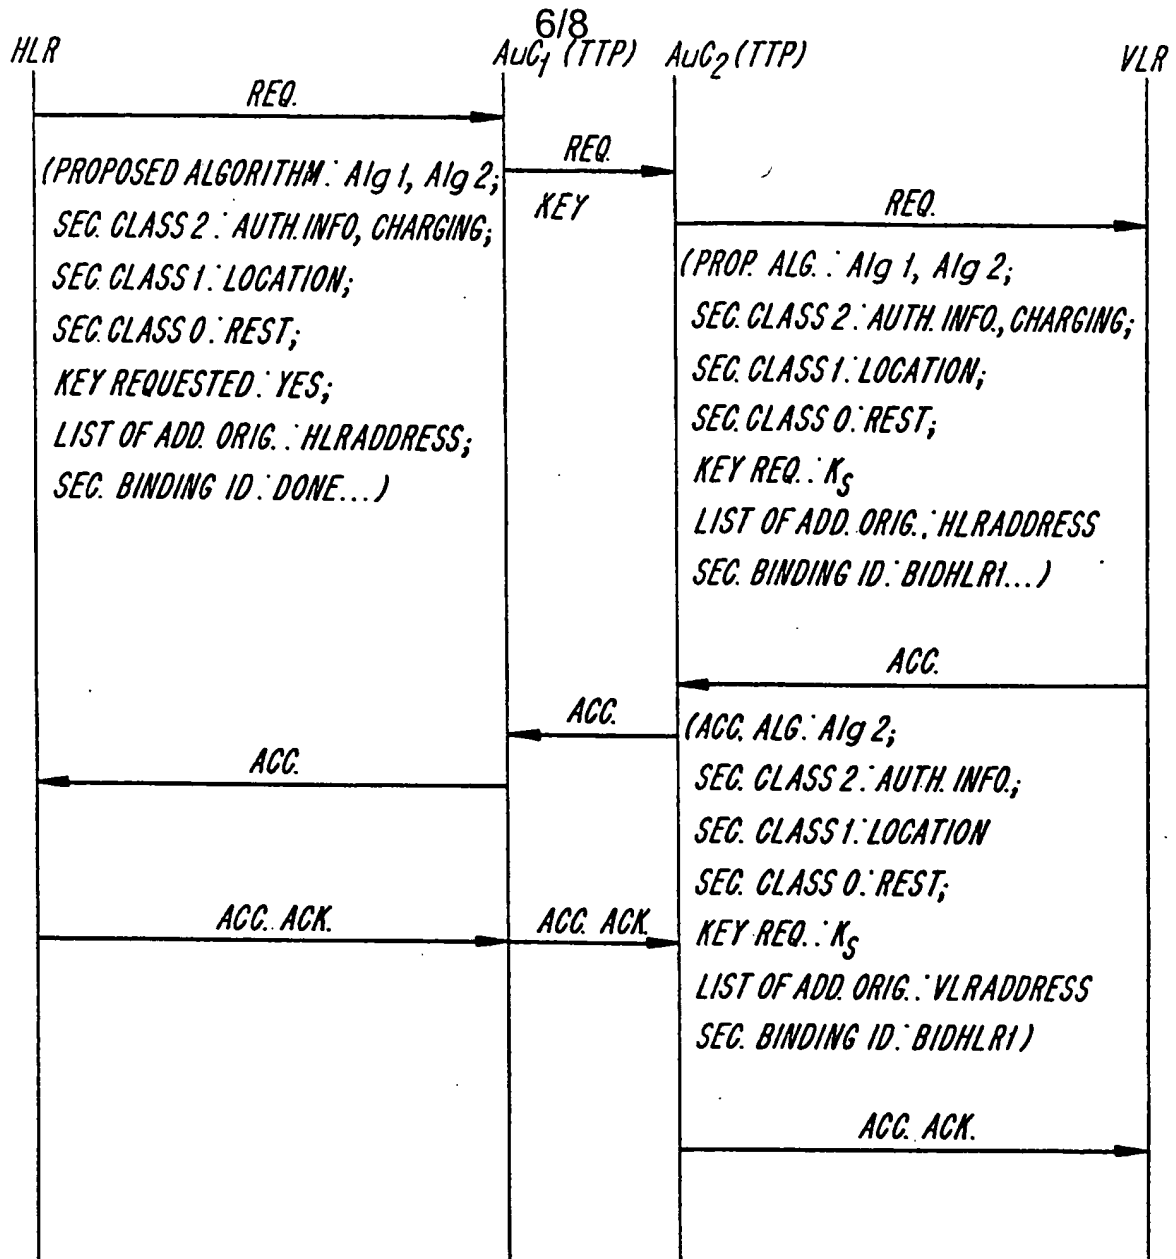 6/8
HLR
AuC1 (TTP)
AuC2 (TTP)
VLR
REQ.
(PROPOSED ALGORITHM: Alg 1, Alg 2;
SEC. CLASS 2: AUTH. INFO, CHARGING;
SEC. CLASS 1: LOCATION;
SEC. CLASS 0: REST;
KEY REQUESTED: YES;
LIST OF ADD. ORIG.: HLRADDRESS;
SEC. BINDING ID: DONE...)
REQ.
KEY
REQ.
(PROP. ALG.: Alg 1, Alg 2;
SEC. CLASS 2: AUTH. INFO., CHARGING;
SEC. CLASS 1: LOCATION;
SEC. CLASS 0: REST;
KEY REQ.: KS
LIST OF ADD. ORIG.: HLRADDRESS
SEC. BINDING ID: BIDHLR1...)
ACC.
ACC.
ACC.
(ACC. ALG: Alg 2;
SEC. CLASS 2: AUTH. INFO.;
SEC. CLASS 1: LOCATION
SEC. CLASS 0: REST;
KEY REQ.: KS
LIST OF ADD. ORIG.: VLRADDRESS
SEC. BINDING ID: BIDHLR1)
ACC. ACK.
ACC. ACK.
ACC. ACK.